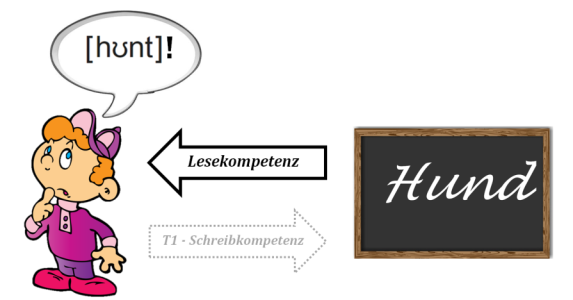 [hʊnt]!
Lesekompetenz
Hund
T1 - Schreibkompetenz